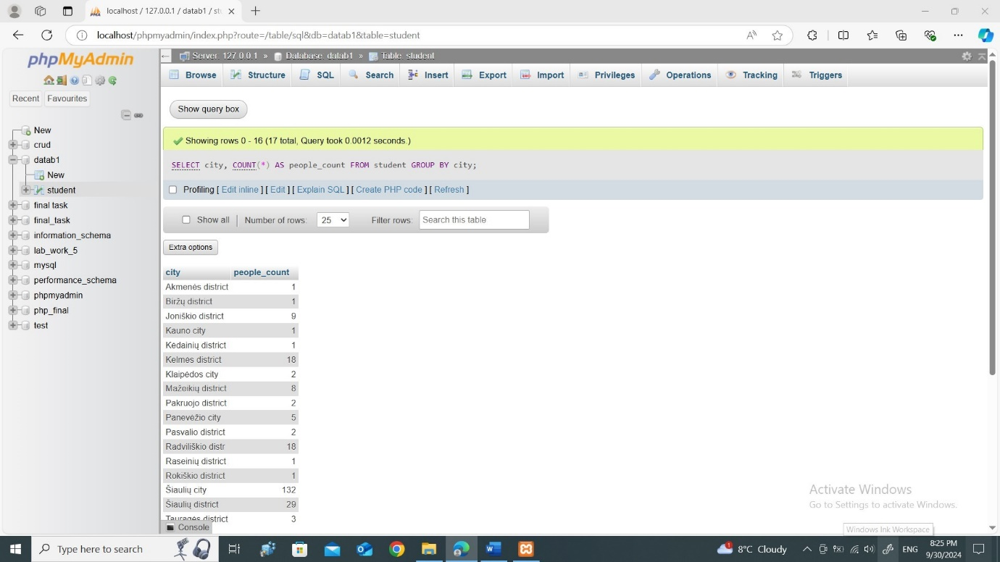 localhost / 127.0.0.1 / datab1 / stu
localhost/phpmyadmin/index.php?route=/table/sql&db=datab1&table=student
phpMyAdmin
Recent Favourites
New
crud
datab1
New
student
final task
final_task
information_schema
lab_work_5
mysql
performance_schema
phpmyadmin
php_final
test
Server: 127.0.0.1 » Database: datab1 » Table: student
Browse Structure SQL Search Insert Export Import Privileges Operations Tracking Triggers
Show query box
Showing rows 0 - 16 (17 total, Query took 0.0012 seconds.)
SELECT city, COUNT(*) AS people_count FROM student GROUP BY city;
Profiling [ Edit inline ] [ Edit ] [ Explain SQL ] [ Create PHP code ] [ Refresh ]
Show all | Number of rows: 25 Filter rows: Search this table
Extra options
city people_count
Akmenės district 1
Biržų district 1
Joniškio district 9
Kauno city 1
Kėdainių district 1
Kelmės district 18
Klaipėdos city 2
Mažeikių district 8
Pakruojo district 2
Panevėžio city 5
Pasvalio district 2
Radviliškio distr 18
Raseinių district 1
Rokiškio district 1
Šiaulių city 132
Šiaulių district 29
Tauragės district 3
Console
Activate Windows
Go to Settings to activate Windows.
Windows Ink Workspace
Type here to search
1
8°C Cloudy
ENG
8:25 PM
9/30/2024